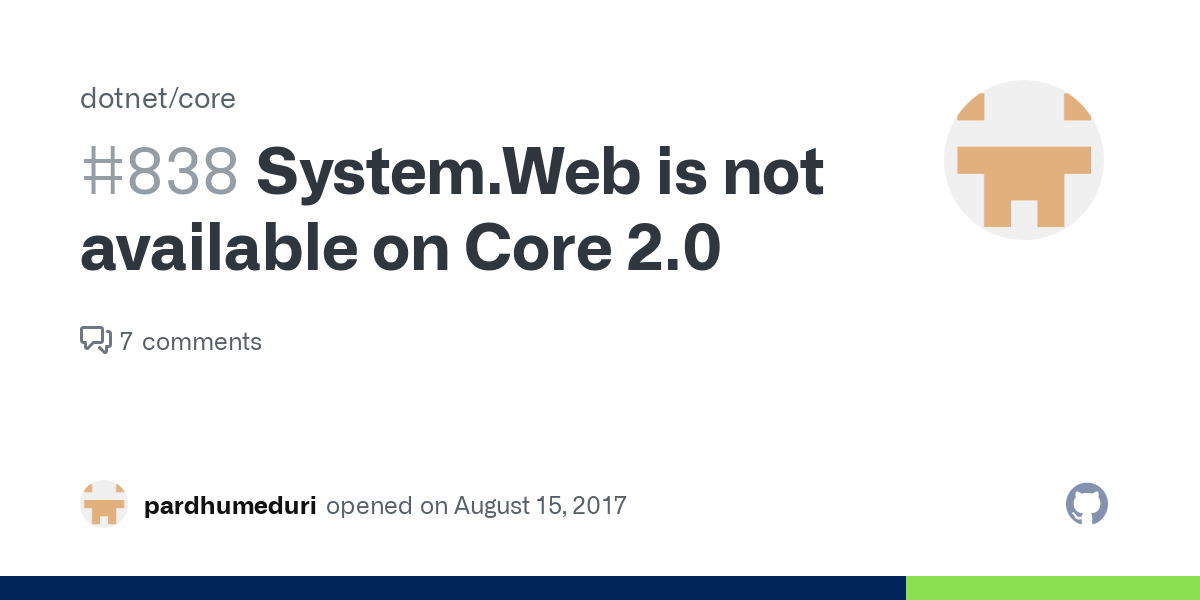 dotnet/core
#838 System.Web is not
available on Core 2.0
7 comments
pardhumeduri opened on August 15, 2017